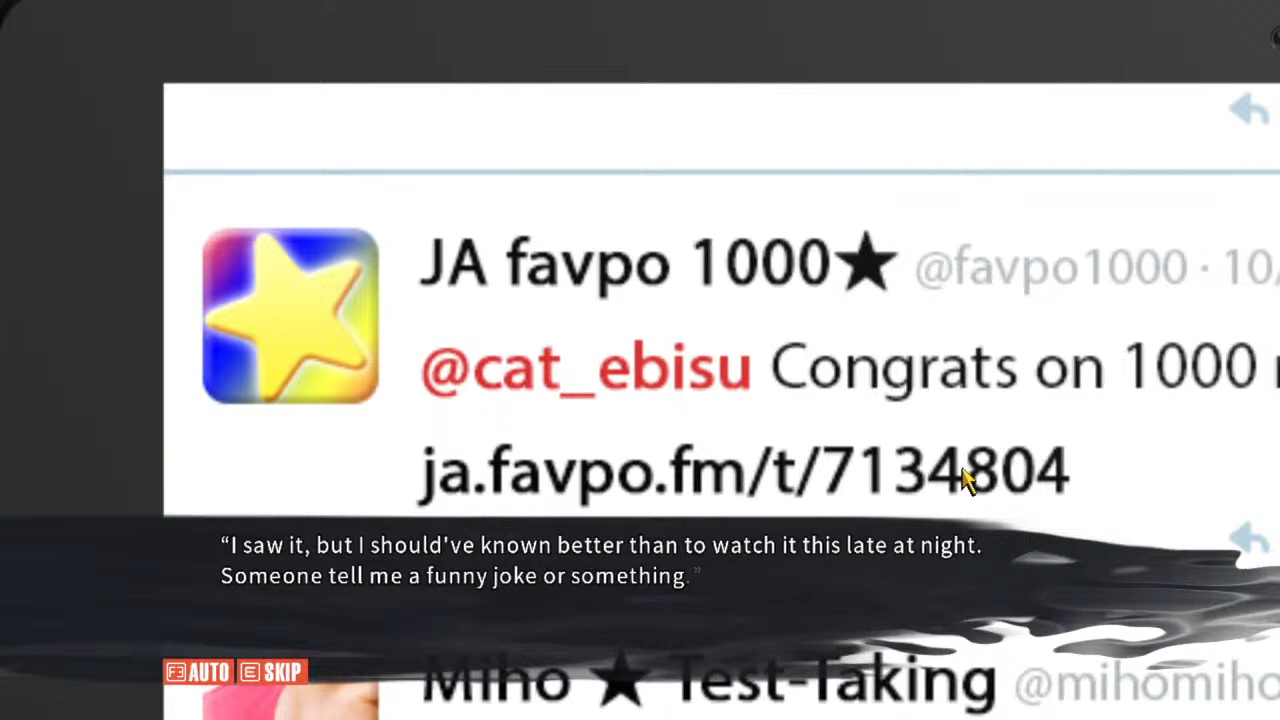 JA favpo 1000★ @favpo1000 · 10/
@cat_ebisu Congrats on 1000
ja.favpo.fm/t/7134804
“I saw it, but I should've known better than to watch it this late at night.
Someone tell me a funny joke or something.”
F3 AUTO E SKIP
Miho ★ Test-Taking @mihomiho